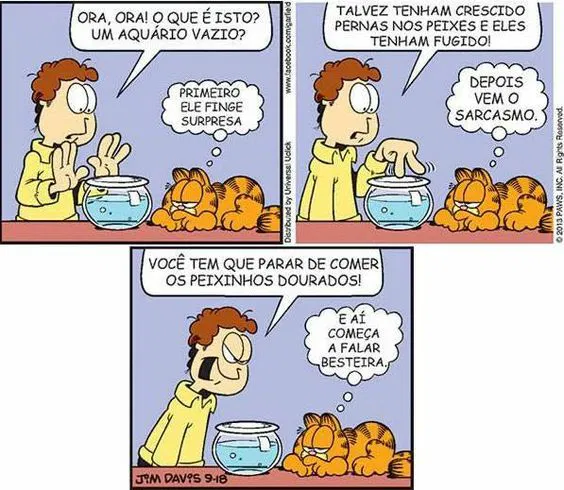 ORA, ORA! O QUE É ISTO?
UM AQUÁRIO VAZIO?
PRIMEIRO
ELE FINGE
SURPRESA
www.facebook.com/garfield
Distributed by Universal Uclick
TALVEZ TENHAM CRESCIDO
PERNAS NOS PEIXES E ELES
TENHAM FUGIDO!
DEPOIS
VEM O
SARCASMO.
© 2013 PAWS, INC. All Rights Reserved.
VOCÊ TEM QUE PARAR DE COMER
OS PEIXINHOS DOURADOS!
E AÍ
COMEÇA
A FALAR
BESTEIRA.
JIM DAVIS 9-18